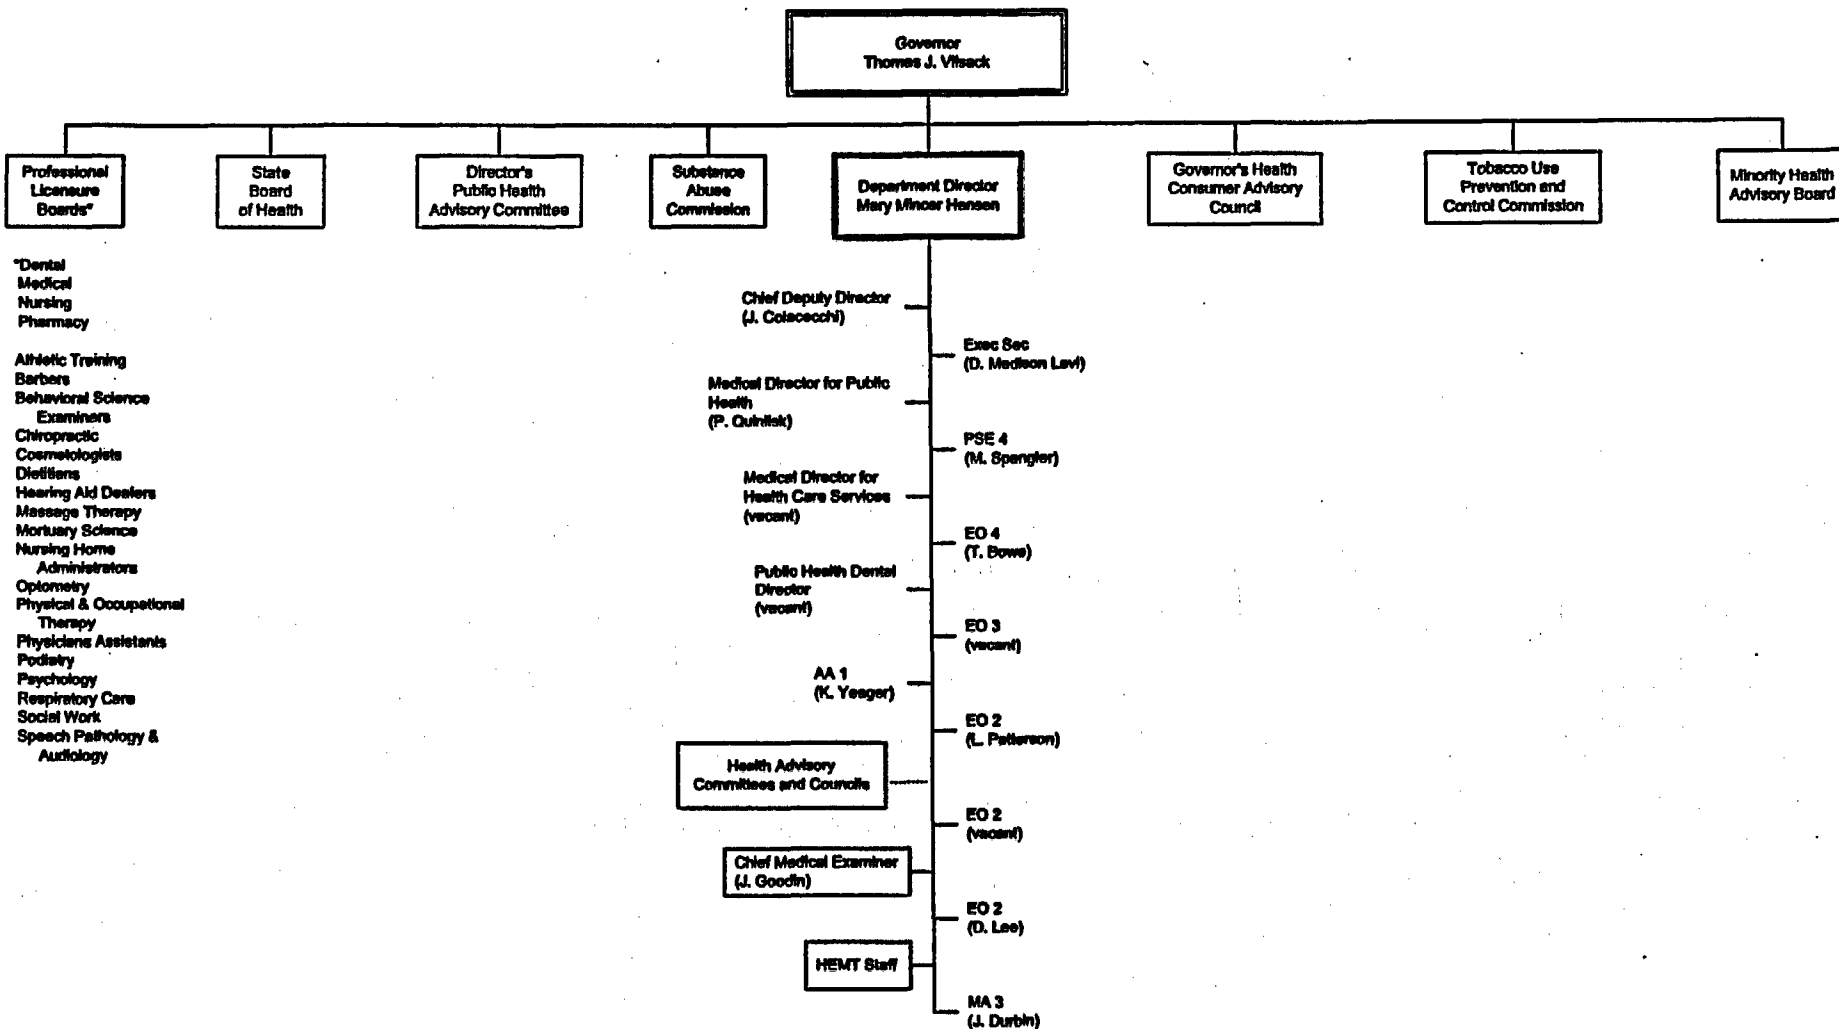 Governor
Thomas J. Vilsack
Professional
Licensure
Boards*
State
Board
of Health
Director's
Public Health
Advisory Committee
Substance
Abuse
Commission
Department Director
Mary Mincer Hansen
Governor's Health
Consumer Advisory
Council
Tobacco Use
Prevention and
Control Commission
Minority Health
Advisory Board
*Dental
Medical
Nursing
Pharmacy
Athletic Training
Barbers
Behavioral Science
Examiners
Chiropractic
Cosmetologists
Dietitians
Hearing Aid Dealers
Massage Therapy
Mortuary Science
Nursing Home
Administrators
Optometry
Physical & Occupational
Therapy
Physicians Assistants
Podiatry
Psychology
Respiratory Care
Social Work
Speech Pathology &
Audiology
Chief Deputy Director
(J. Colacecchi)
Exec Sec
(D. Madison Levi)
Medical Director for Public
Health
(P. Quinlisk)
PSE 4
(M. Spangler)
Medical Director for
Health Care Services
(vacant)
EO 4
(T. Bowe)
Public Health Dental
Director
(vacant)
EO 3
(vacant)
AA 1
(K. Yeager)
EO 2
(L. Patterson)
Health Advisory
Committees and Councils
EO 2
(vacant)
Chief Medical Examiner
(J. Goodin)
EO 2
(D. Lee)
HEMT Staff
MA 3
(J. Durbin)